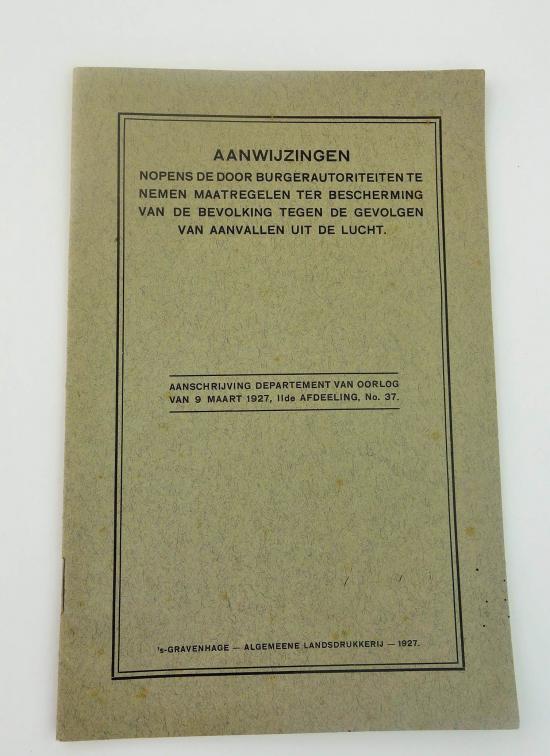 AANWIJZINGEN
NOPENS DE DOOR BURGERAUTORITEITEN TE
NEMEN MAATREGELEN TER BESCHERMING
VAN DE BEVOLKING TEGEN DE GEVOLGEN
VAN AANVALLEN UIT DE LUCHT.
AANSCHRIJVING DEPARTEMENT VAN OORLOG
VAN 9 MAART 1927, IIde AFDEELING, No. 37.
's-GRAVENHAGE — ALGEMEENE LANDSDRUKKERIJ — 1927.